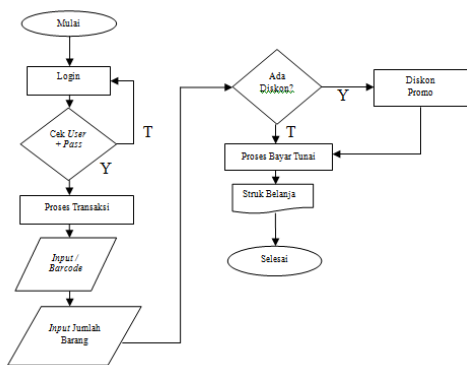 Mulai
Login
Cek User
+ Pass
T
Y
Proses Transaksi
Input /
Barcode
Input Jumlah
Barang
Ada
Diskon?
Y
T
Diskon
Promo
Proses Bayar Tunai
Struk Belanja
Selesai